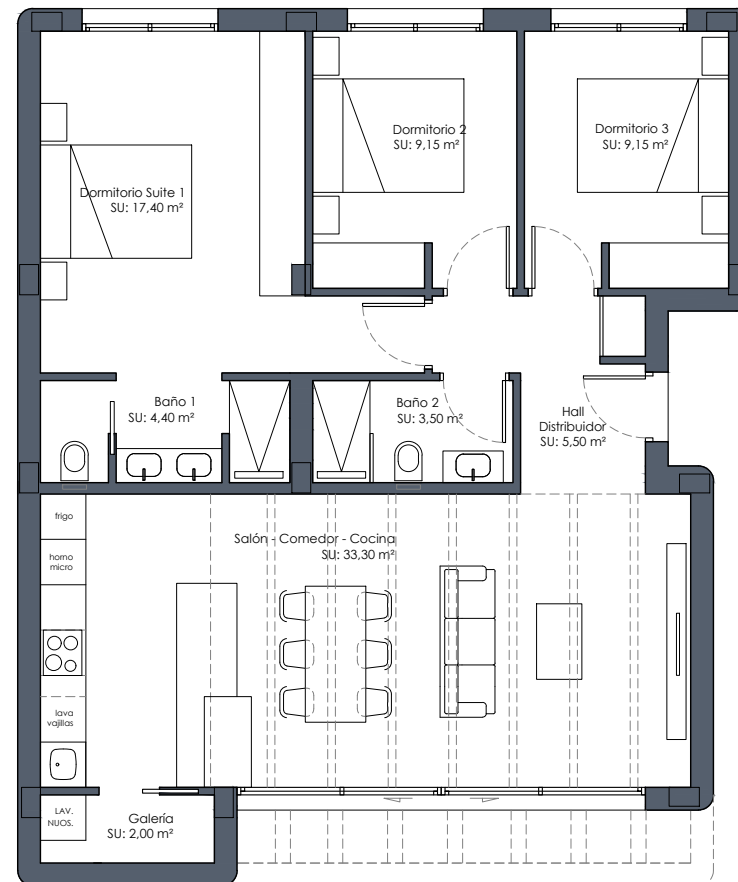 Dormitorio 2
SU: 9,15 m²
Dormitorio 3
SU: 9,15 m²
Dormitorio Suite 1
SU: 17,40 m²
Baño 1
SU: 4,40 m²
Baño 2
SU: 3,50 m²
Hall
Distribuidor
SU: 5,50 m²
frigo
horno
micro
Salón - Comedor - Cocina
SU: 33,30 m²
lava
vajillas
LAV.
NUOS.
Galería
SU: 2,00 m²